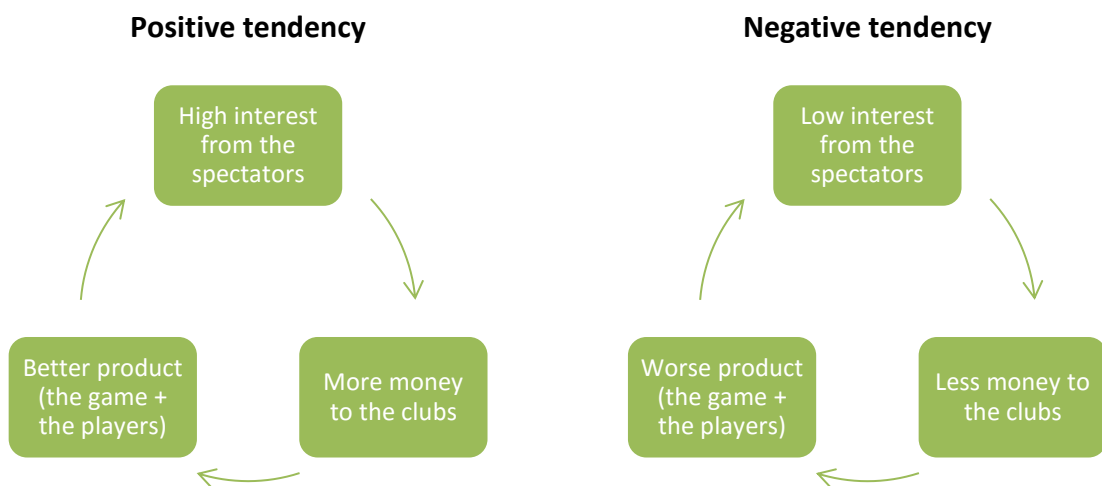 Positive tendency
High interest
from the
spectators
Better product
(the game +
the players)
More money
to the clubs
Negative tendency
Low interest
from the
spectators
Worse product
(the game +
the players)
Less money to
the clubs